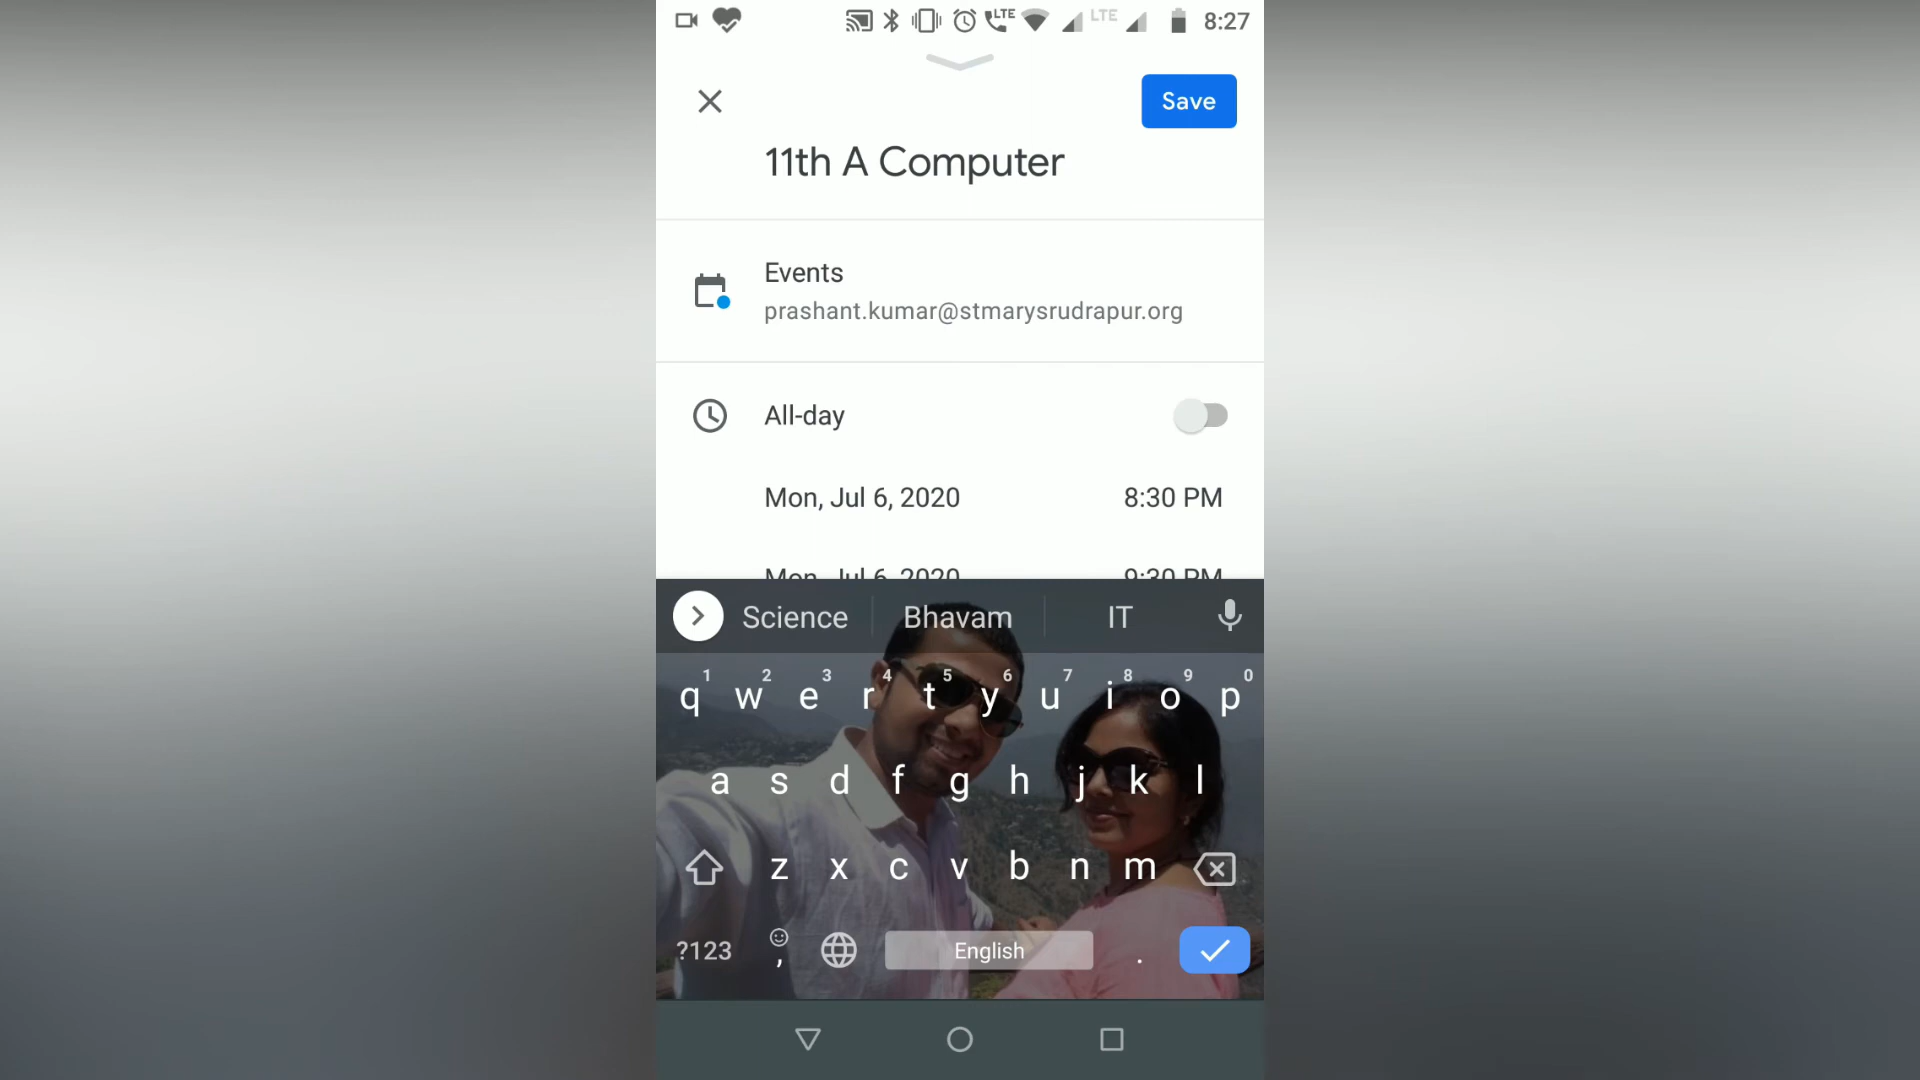 LTE LTE 8:27
Save
11th A Computer
Events
prashant.kumar@stmarysrudrapur.org
All-day
Mon, Jul 6, 2020 8:30 PM
Mon, Jul 6, 2020 9:30 PM
Science Bhavam IT
1 2 3 4 5 6 7 8 9 0
q w e r t y u i o p
a s d f g h j k l
z x c v b n m
?123 , English .